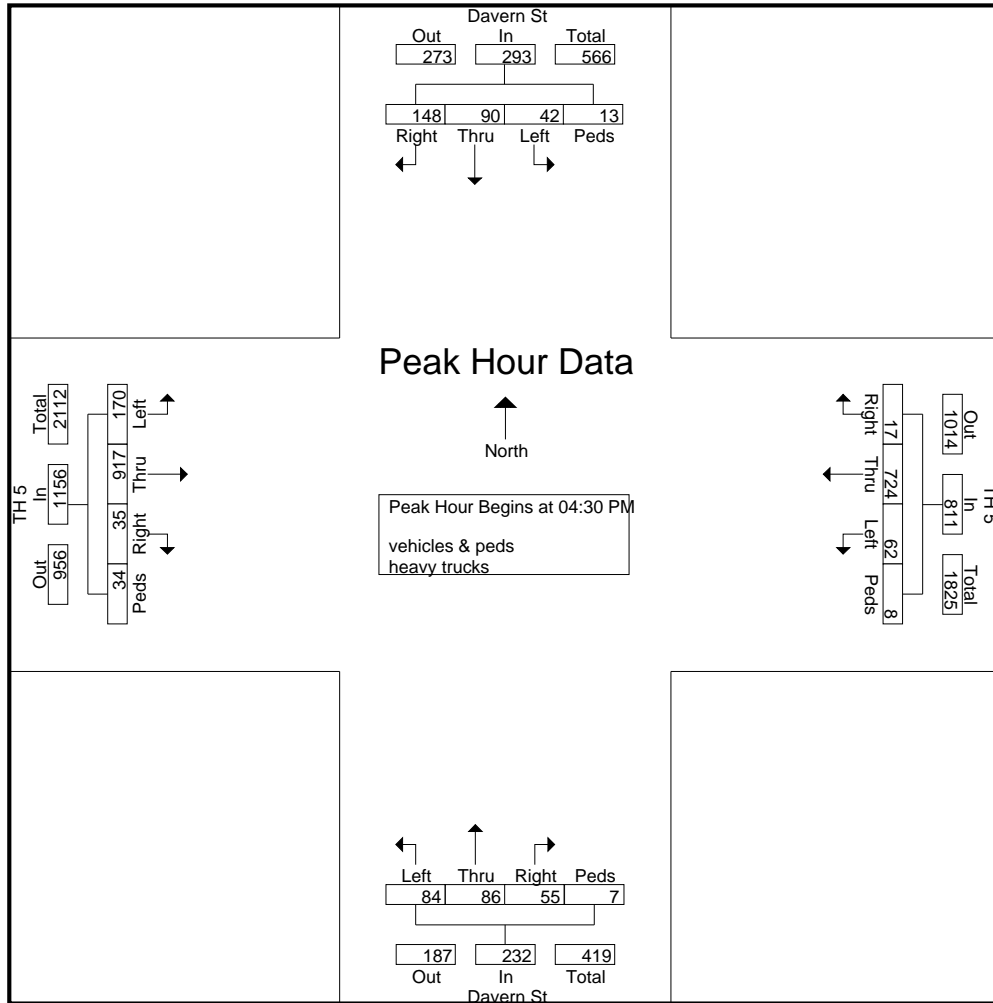 Davern St
Out In Total
273 293 566
148 90 42 13
Right Thru Left Peds
Peak Hour Data
North
Peak Hour Begins at 04:30 PM
vehicles & peds
heavy trucks
TH 5
Total In Out
2112 1156 956
170 917 35 34
Left Thru Right Peds
Right Thru Left Peds
17 724 62 8
Out In Total
1014 811 1825
TH 5
Left Thru Right Peds
84 86 55 7
187 232 419
Out In Total
Davern St